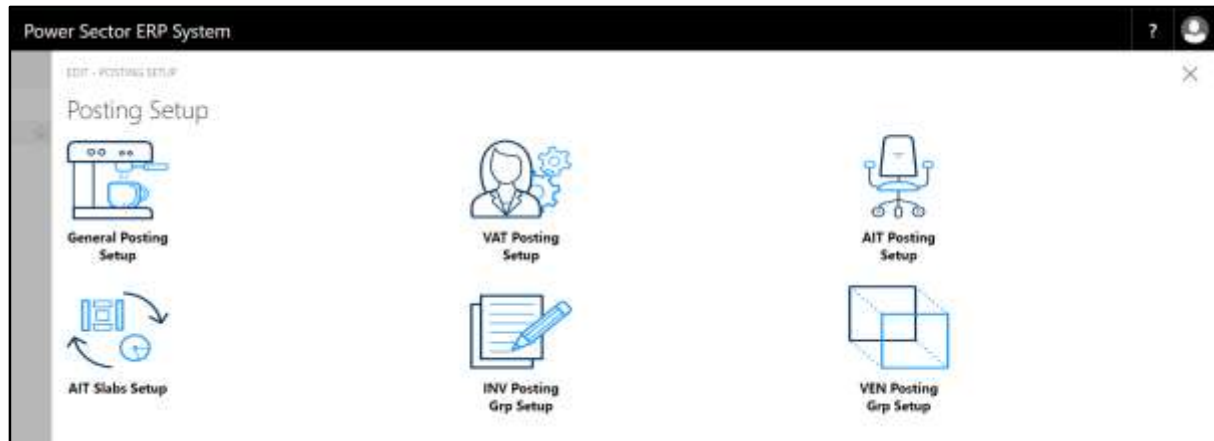 Power Sector ERP System
?
EDIT - POSTING SETUP
Posting Setup
General Posting
Setup
VAT Posting
Setup
AIT Posting
Setup
AIT Slabs Setup
INV Posting
Grp Setup
VEN Posting
Grp Setup